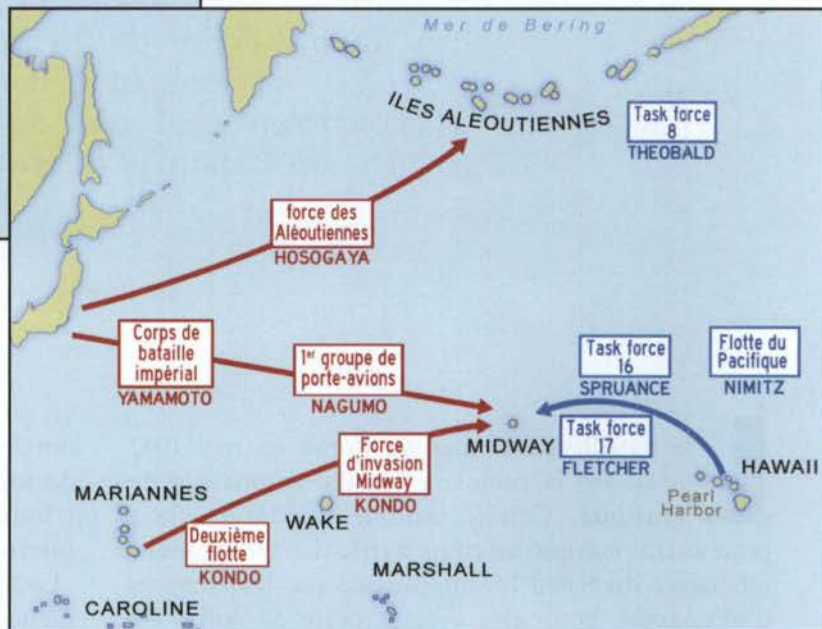 Mer de Bering
ILES ALEOUTIENNES
Task force
8
THEOBALD
force des
Aléoutiennes
HOSOGAYA
Corps de
bataille
impérial
YAMAMOTO
1er groupe de
porte-avions
NAGUMO
Task force
16
SPRUANCE
Flotte du
Pacifique
NIMITZ
MIDWAY
Task force
17
FLETCHER
HAWAII
Pearl
Harbor
Force
d'invasion
Midway
KONDO
MARIANNES
WAKE
Deuxième
flotte
KONDO
MARSHALL
CAROLINE